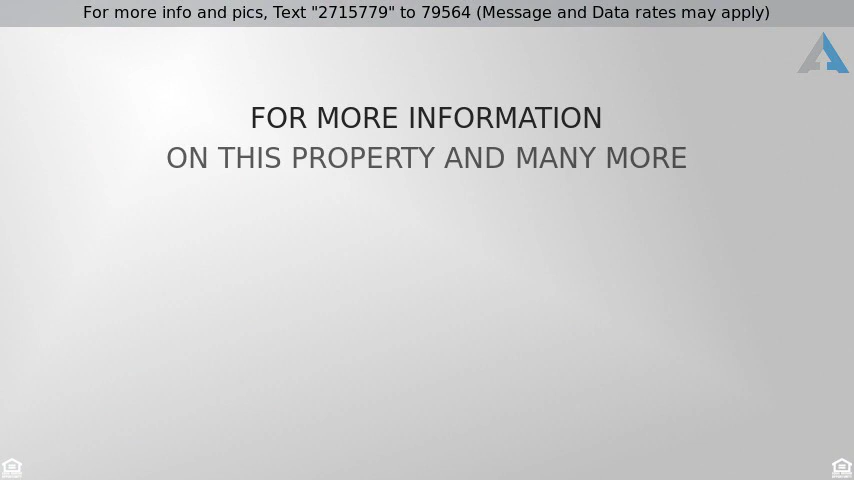 For more info and pics, Text "2715779" to 79564 (Message and Data rates may apply)
FOR MORE INFORMATION
ON THIS PROPERTY AND MANY MORE